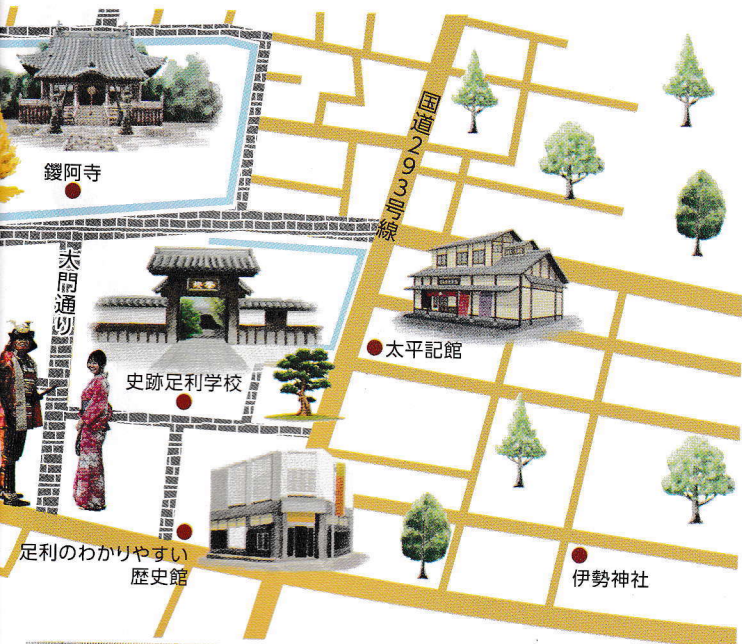 鑁阿寺
国道293号線
大門通り
史跡足利学校
太平記館
足利のわかりやすい
歴史館
伊勢神社